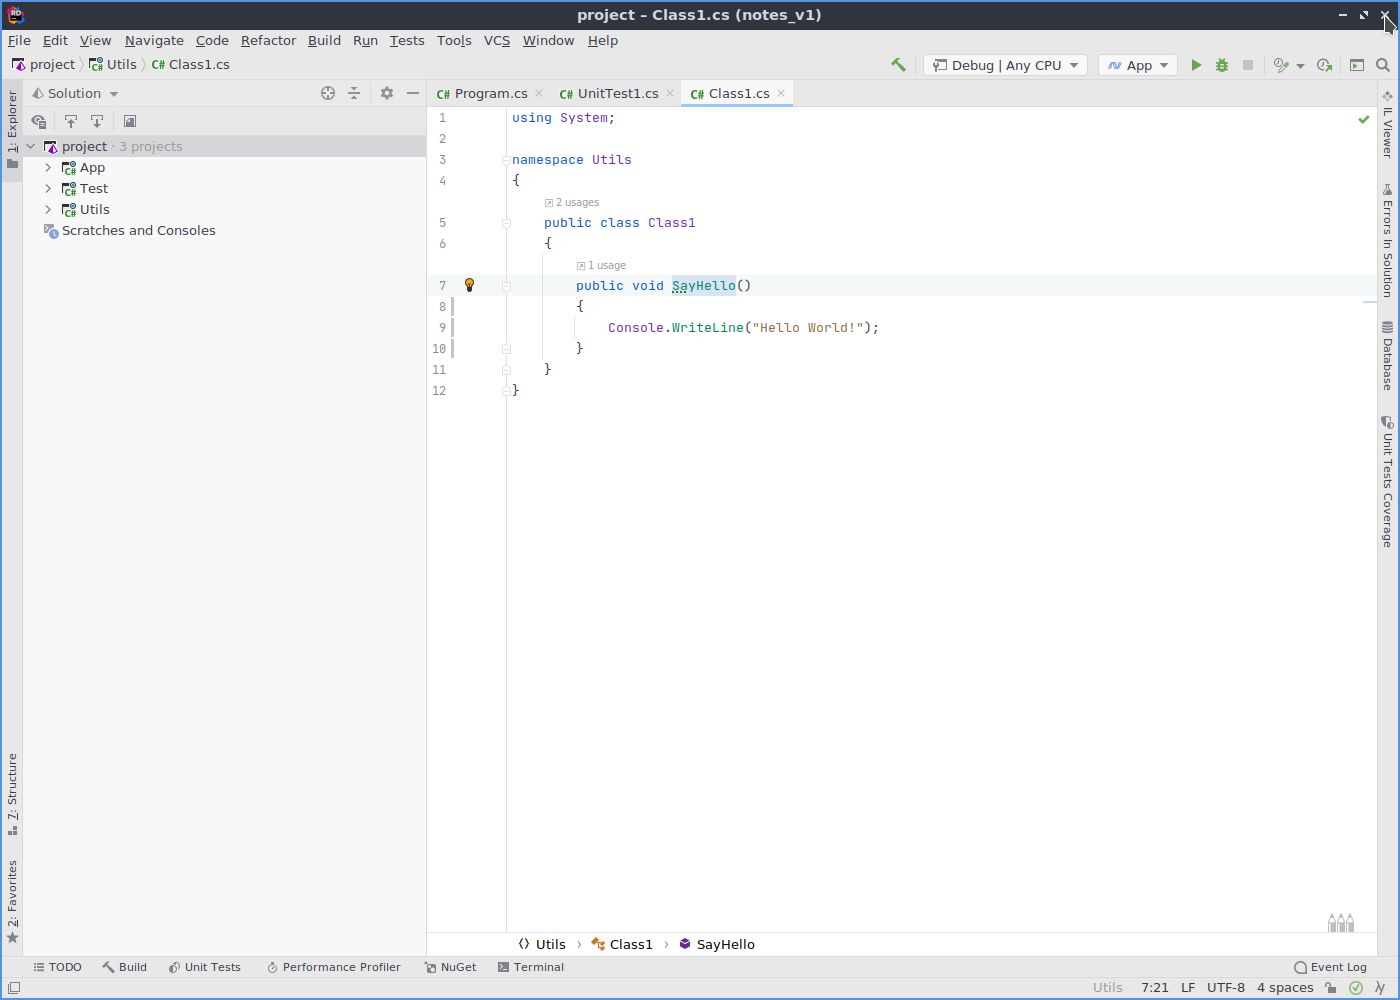 project – Class1.cs (notes_v1)
File Edit View Navigate Code Refactor Build Run Tests Tools VCS Window Help
project Utils C# Class1.cs
Debug | Any CPU App
1: Explorer
Solution
project · 3 projects
App
Test
Utils
Scratches and Consoles
C# Program.cs C# UnitTest1.cs C# Class1.cs
1 using System;
2
3 namespace Utils
4 {
2 usages
5 public class Class1
6 {
1 usage
7 public void SayHello()
8 {
9 Console.WriteLine("Hello World!");
10 }
11 }
12 }
IL Viewer
Errors In Solution
Database
Unit Tests Coverage
7: Structure
2: Favorites
Utils Class1 SayHello
TODO Build Unit Tests Performance Profiler NuGet Terminal Event Log
Utils 7:21 LF UTF-8 4 spaces